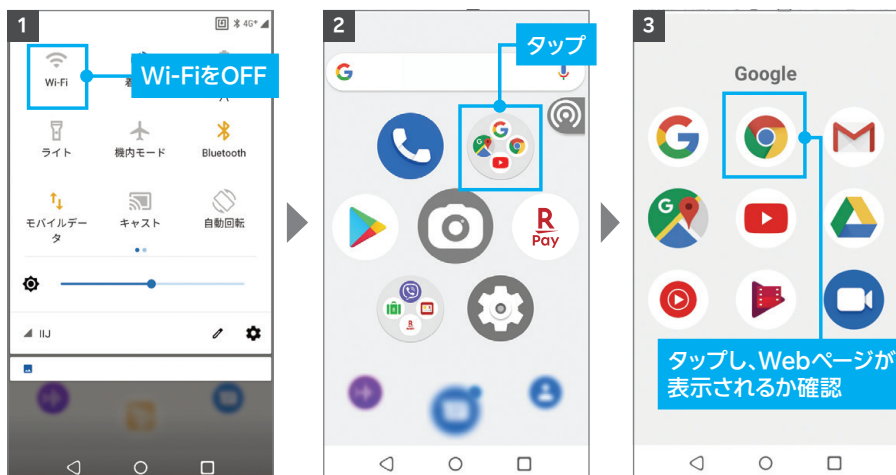 1
4G+
Wi-Fi
Wi-FiをOFF
ライト
機内モード
Bluetooth
モバイルデー
タ
キャスト
自動回転
IIJ
2
タップ
G
R
Pay
3
Google
G
M
G
タップし、Webページが
表示されるか確認